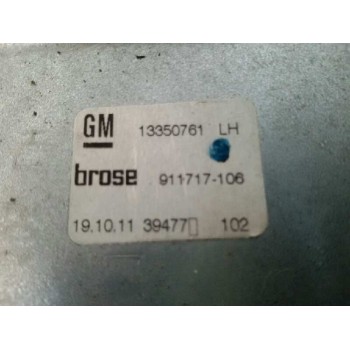 GM 13350761 LH
brose 911717-106
19.10.11 39477 102